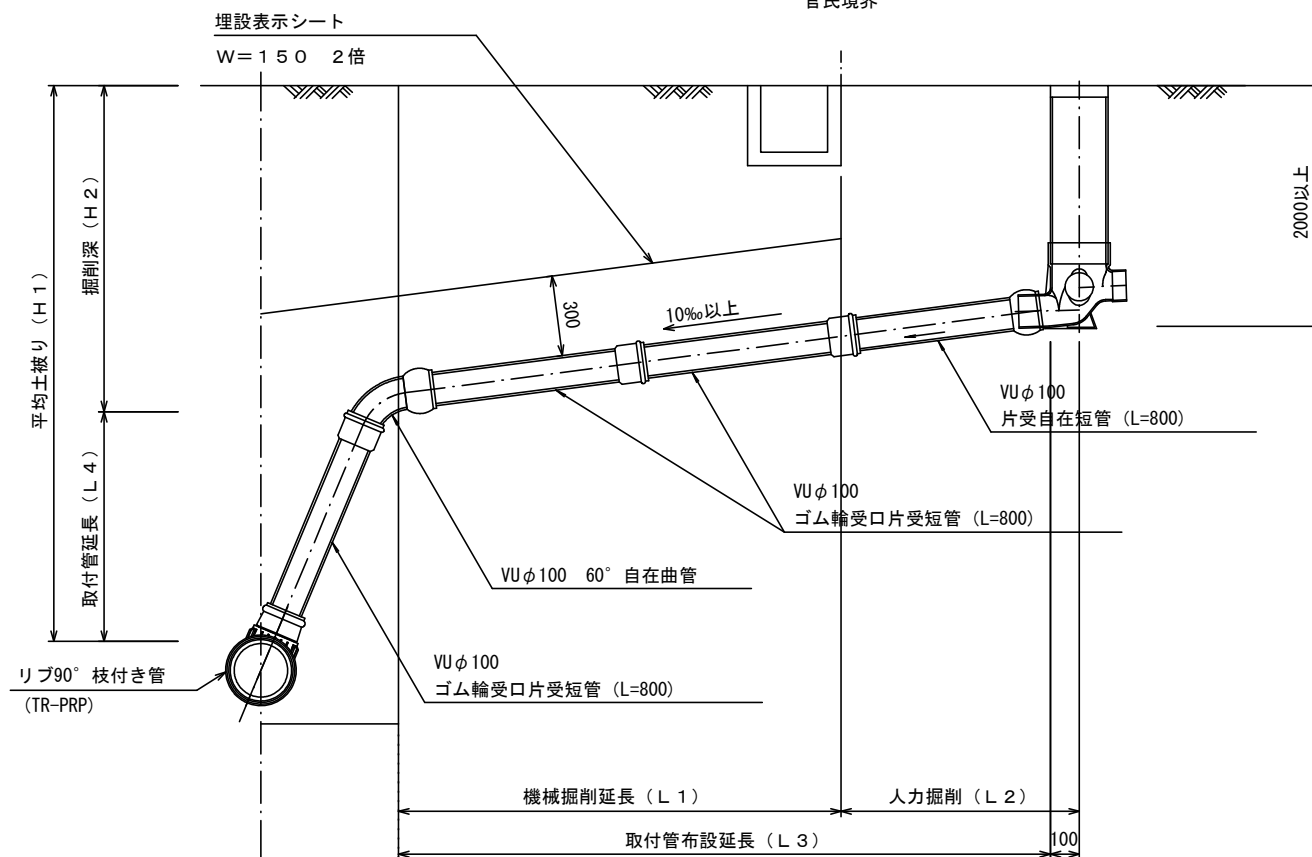 官民境界
埋設表示シート
W=150 2倍
平均土被り(H1)
掘削深(H2)
取付管延長(L4)
2000以上
300
10‰以上
VUφ100
片受自在短管 (L=800)
VUφ100
ゴム輪受口片受短管 (L=800)
VUφ100 60°自在曲管
リブ90°枝付き管
(TR-PRP)
VUφ100
ゴム輪受口片受短管 (L=800)
機械掘削延長(L1)
人力掘削(L2)
取付管布設延長(L3)
100